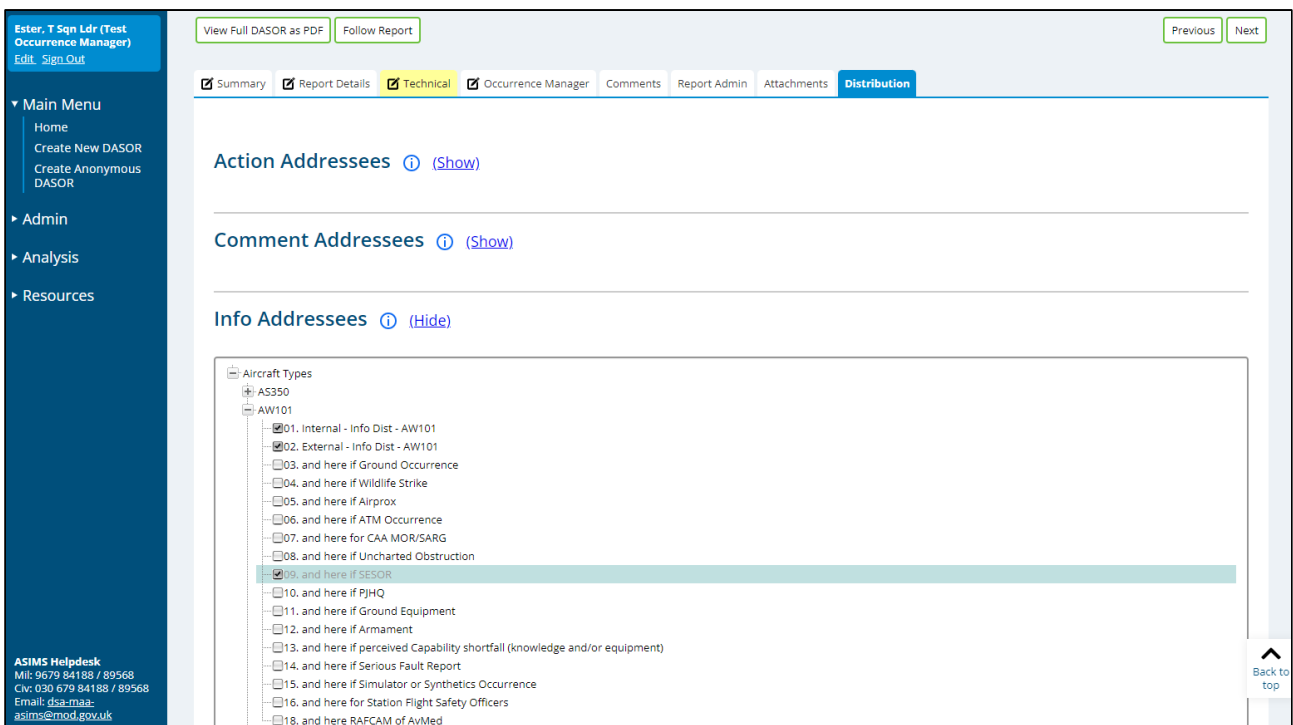 Ester, T Sqn Ldr (Test
Occurrence Manager)
Edit Sign Out
Main Menu
Home
Create New DASOR
Create Anonymous
DASOR
Admin
Analysis
Resources
ASIMS Helpdesk
Mil: 9679 84188 / 89568
Civ: 030 679 84188 / 89568
Email: dsa-maa-
asims@mod.gov.uk
View Full DASOR as PDF Follow Report Previous Next
Summary Report Details Technical Occurrence Manager Comments Report Admin Attachments Distribution
Action Addressees (Show)
Comment Addressees (Show)
Info Addressees (Hide)
Aircraft Types
AS350
AW101
01. Internal - Info Dist - AW101
02. External - Info Dist - AW101
03. and here if Ground Occurrence
04. and here if Wildlife Strike
05. and here if Airprox
06. and here if ATM Occurrence
07. and here for CAA MOR/SARG
08. and here if Uncharted Obstruction
09. and here if SESOR
10. and here if PJHQ
11. and here if Ground Equipment
12. and here if Armament
13. and here if perceived Capability shortfall (knowledge and/or equipment)
14. and here if Serious Fault Report
15. and here if Simulator or Synthetics Occurrence
16. and here for Station Flight Safety Officers
18. and here RAFCAM of AvMed
Back to
top